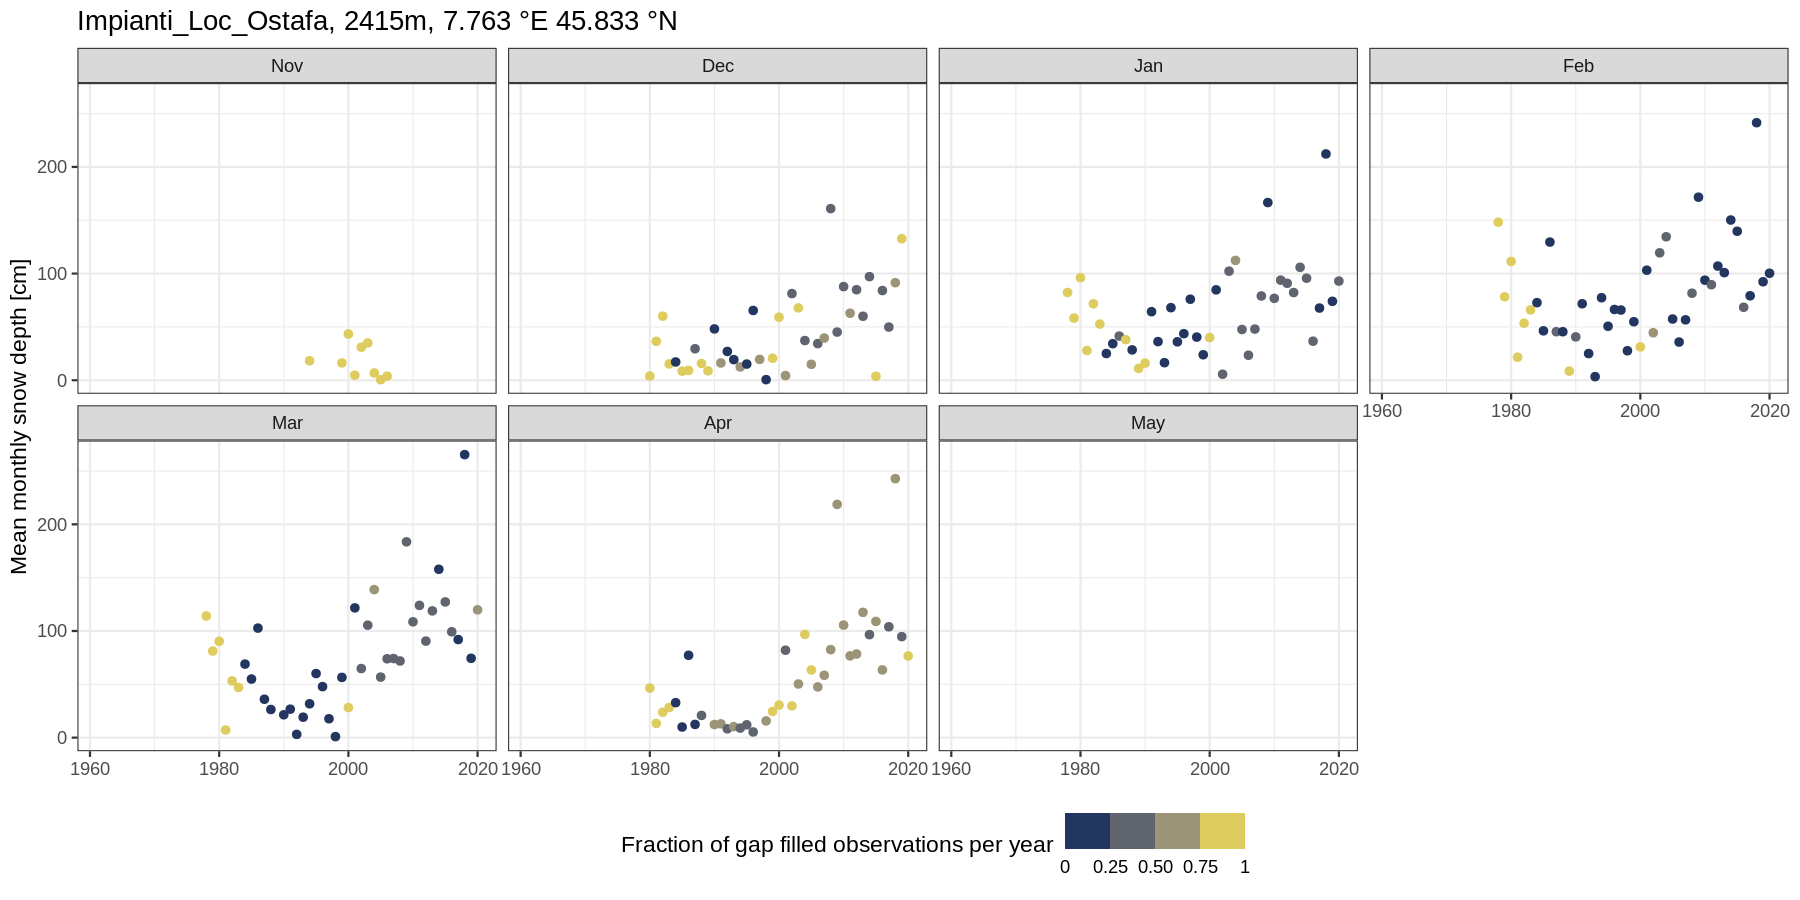 Impianti_Loc_Ostafa, 2415m, 7.763 °E 45.833 °N
Nov Dec Jan Feb
200
100
0
1960 1980 2000 2020
Mar Apr May
200
100
0
1960 1980 2000 2020 1960 1980 2000 2020 1960 1980 2000 2020
Mean monthly snow depth [cm]
Fraction of gap filled observations per year
0 0.25 0.50 0.75 1